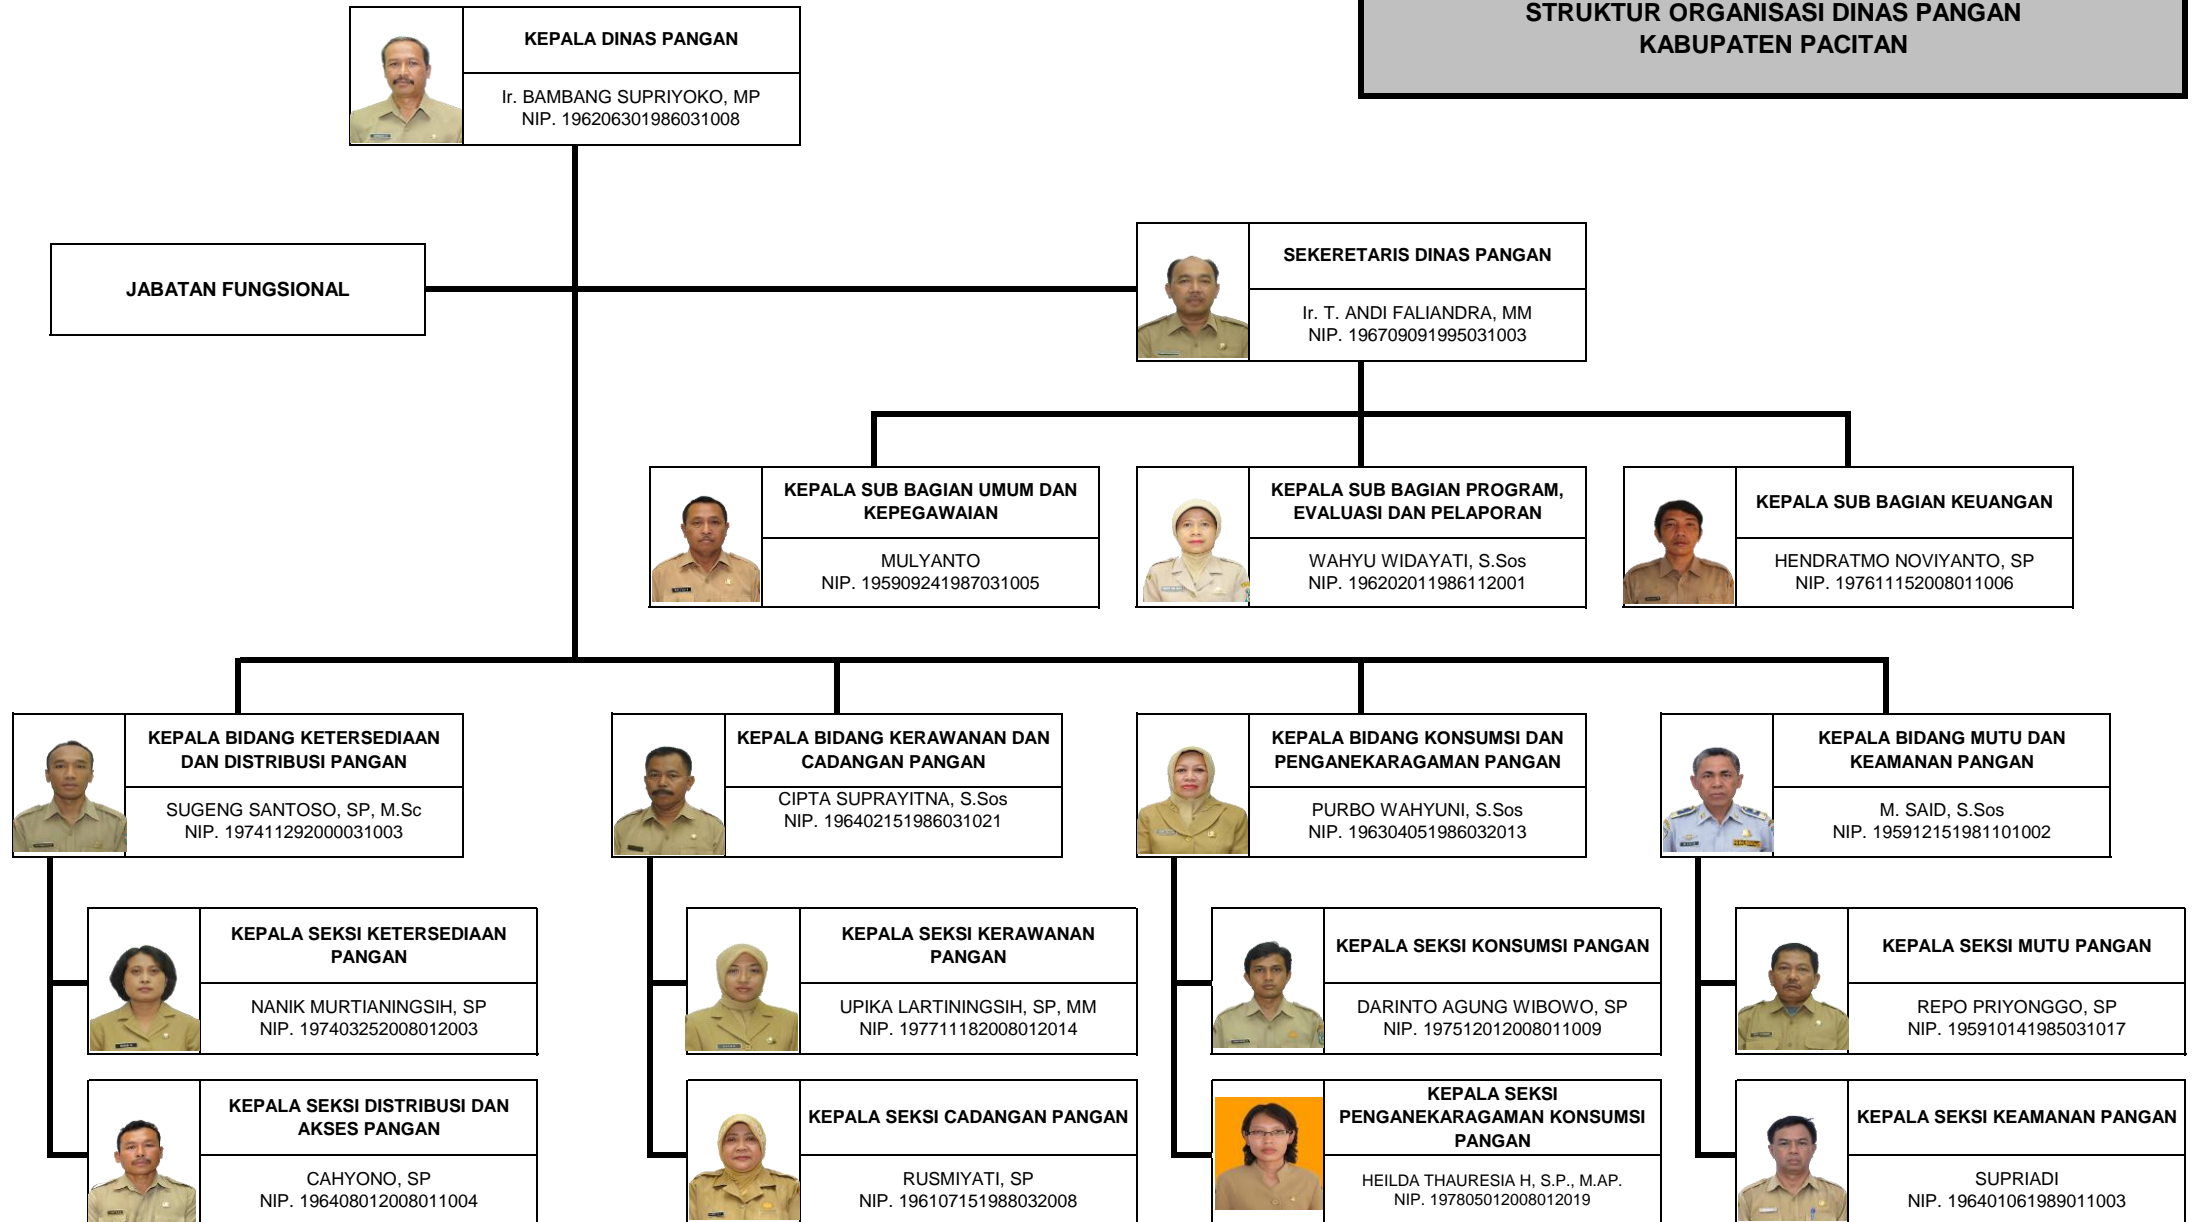 STRUKTUR ORGANISASI DINAS PANGAN
KABUPATEN PACITAN
KEPALA DINAS PANGAN
Ir. BAMBANG SUPRIYOKO, MP
NIP. 196206301986031008
JABATAN FUNGSIONAL
SEKERETARIS DINAS PANGAN
Ir. T. ANDI FALIANDRA, MM
NIP. 196709091995031003
KEPALA SUB BAGIAN UMUM DAN
KEPEGAWAIAN
MULYANTO
NIP. 195909241987031005
KEPALA SUB BAGIAN PROGRAM,
EVALUASI DAN PELAPORAN
WAHYU WIDAYATI, S.Sos
NIP. 196202011986112001
KEPALA SUB BAGIAN KEUANGAN
HENDRATMO NOVIYANTO, SP
NIP. 197611152008011006
KEPALA BIDANG KETERSEDIAAN
DAN DISTRIBUSI PANGAN
SUGENG SANTOSO, SP, M.Sc
NIP. 197411292000031003
KEPALA BIDANG KERAWANAN DAN
CADANGAN PANGAN
CIPTA SUPRAYITNA, S.Sos
NIP. 196402151986031021
KEPALA BIDANG KONSUMSI DAN
PENGANEKARAGAMAN PANGAN
PURBO WAHYUNI, S.Sos
NIP. 196304051986032013
KEPALA BIDANG MUTU DAN
KEAMANAN PANGAN
M. SAID, S.Sos
NIP. 195912151981101002
KEPALA SEKSI KETERSEDIAAN
PANGAN
NANIK MURTIANINGSIH, SP
NIP. 197403252008012003
KEPALA SEKSI KERAWANAN
PANGAN
UPIKA LARTININGSIH, SP, MM
NIP. 197711182008012014
KEPALA SEKSI KONSUMSI PANGAN
DARINTO AGUNG WIBOWO, SP
NIP. 197512012008011009
KEPALA SEKSI MUTU PANGAN
REPO PRIYONGGO, SP
NIP. 195910141985031017
KEPALA SEKSI DISTRIBUSI DAN
AKSES PANGAN
CAHYONO, SP
NIP. 196408012008011004
KEPALA SEKSI CADANGAN PANGAN
RUSMIYATI, SP
NIP. 196107151988032008
KEPALA SEKSI
PENGANEKARAGAMAN KONSUMSI
PANGAN
HEILDA THAURESIA H, S.P., M.AP.
NIP. 197805012008012019
KEPALA SEKSI KEAMANAN PANGAN
SUPRIADI
NIP. 196401061989011003